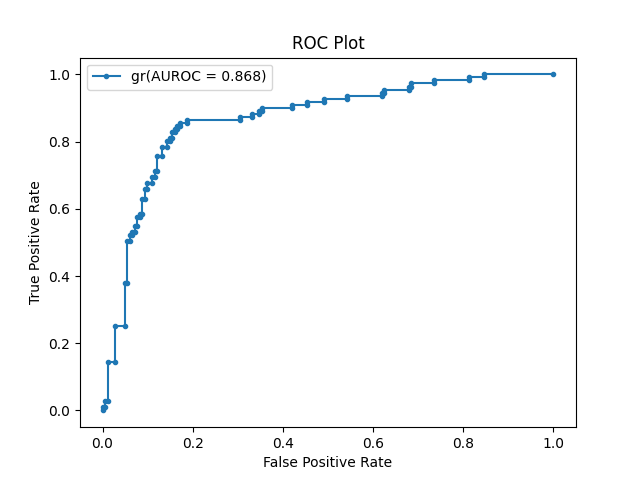 ROC Plot
gr(AUROC = 0.868)
True Positive Rate
1.0
0.8
0.6
0.4
0.2
0.0
0.0 0.2 0.4 0.6 0.8 1.0
False Positive Rate